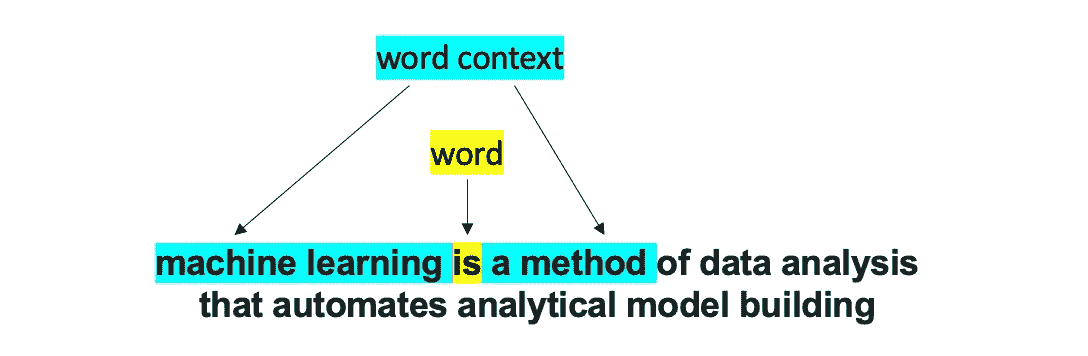 word context
word
machine learning is a method of data analysis
that automates analytical model building